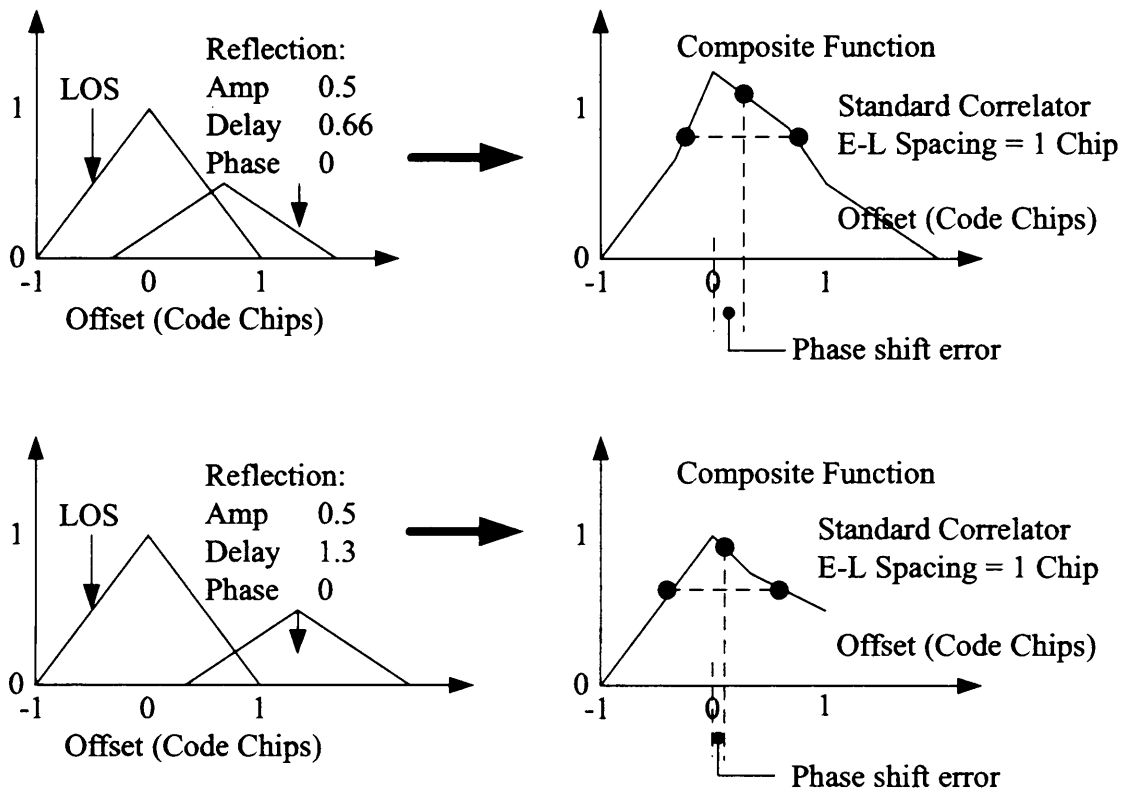 Reflection:
LOS
Amp 0.5
1
Delay 0.66
Phase 0
0
-1 0 1
Offset (Code Chips)
Composite Function
Standard Correlator
1
E-L Spacing = 1 Chip
Offset (Code Chips)
0
-1 0 1
Phase shift error
Reflection:
LOS
Amp 0.5
1
Delay 1.3
Phase 0
0
-1 0 1
Offset (Code Chips)
Composite Function
Standard Correlator
1
E-L Spacing = 1 Chip
Offset (Code Chips)
0
-1 0 1
Phase shift error